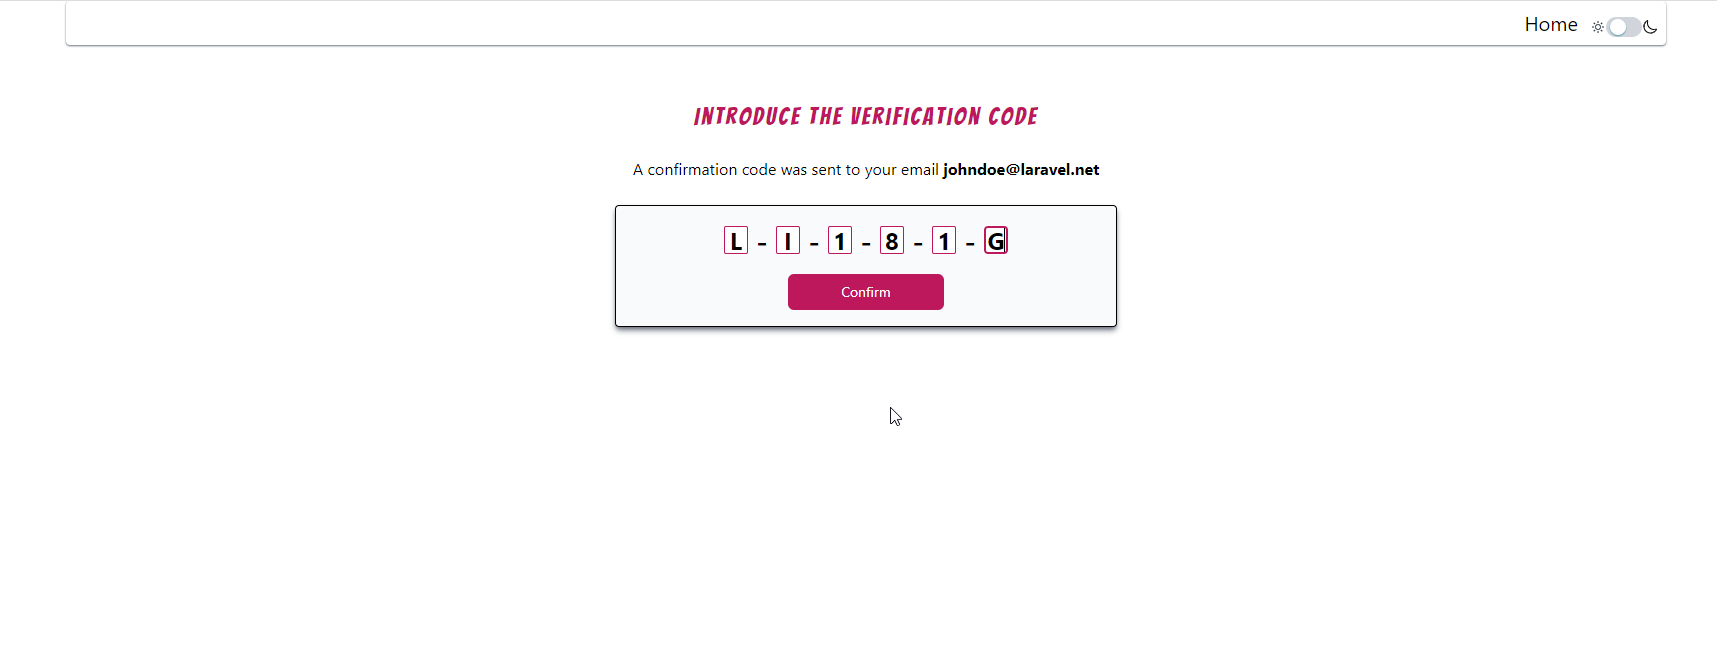 Home
INTRODUCE THE VERIFICATION CODE
A confirmation code was sent to your email johndoe@laravel.net
L - I - 1 - 8 - 1 - G
Confirm